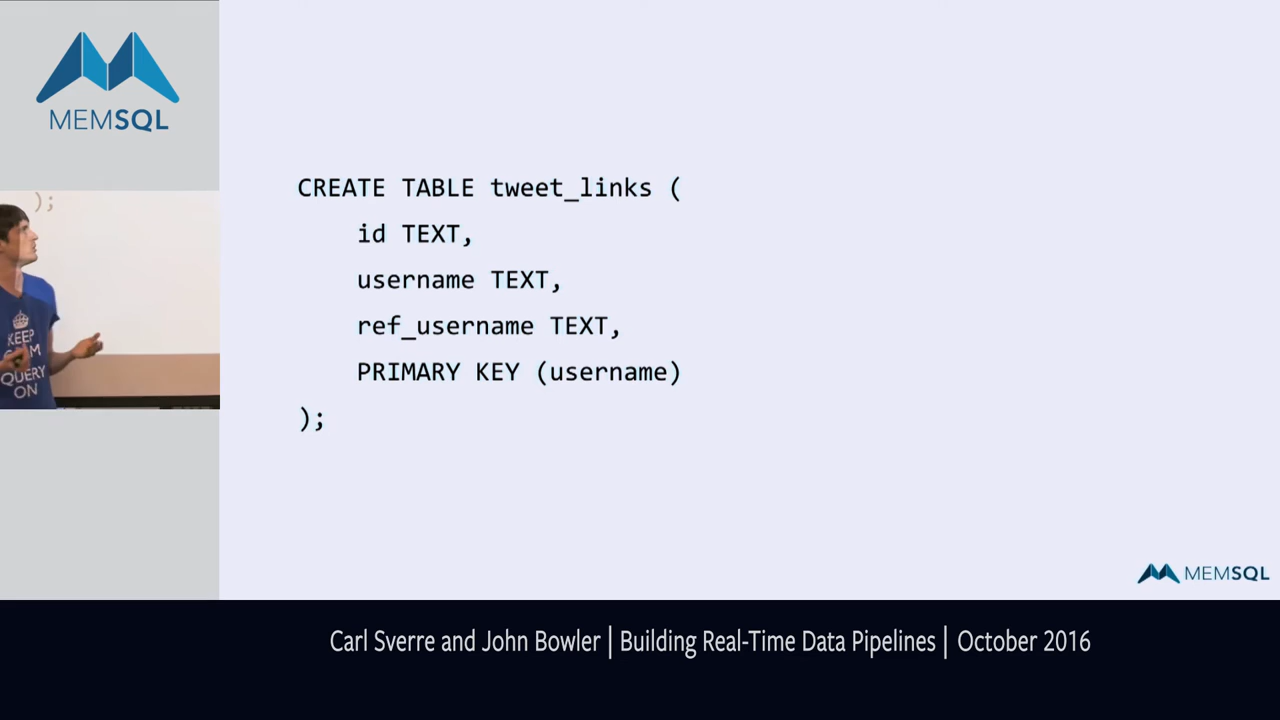 MEMSQL
);
KEEP
CALM
QUERY
ON
CREATE TABLE tweet_links (
id TEXT,
username TEXT,
ref_username TEXT,
PRIMARY KEY (username)
);
MEMSQL
Carl Sverre and John Bowler | Building Real-Time Data Pipelines | October 2016